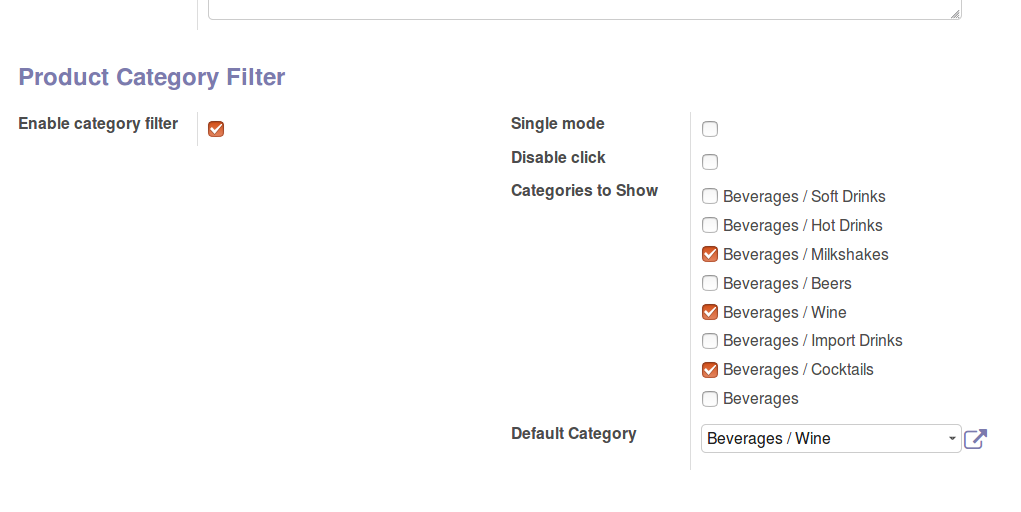 Product Category Filter
Enable category filter
Single mode
Disable click
Categories to Show
Beverages / Soft Drinks
Beverages / Hot Drinks
Beverages / Milkshakes
Beverages / Beers
Beverages / Wine
Beverages / Import Drinks
Beverages / Cocktails
Beverages
Default Category
Beverages / Wine